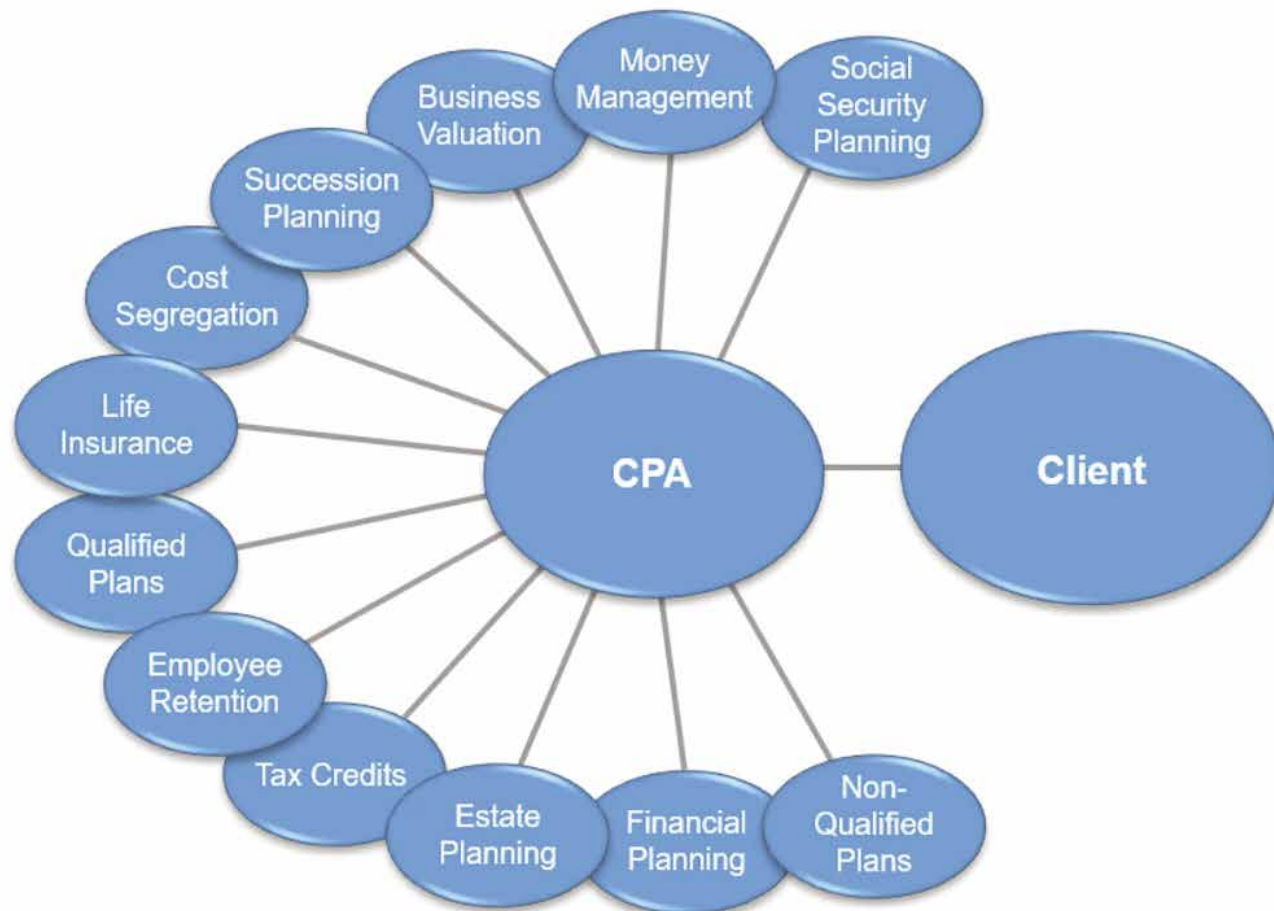 Money
Management
Social
Security
Planning
Business
Valuation
Succession
Planning
Cost
Segregation
Life
Insurance
CPA
Client
Qualified
Plans
Employee
Retention
Tax Credits
Estate
Planning
Financial
Planning
Non-
Qualified
Plans